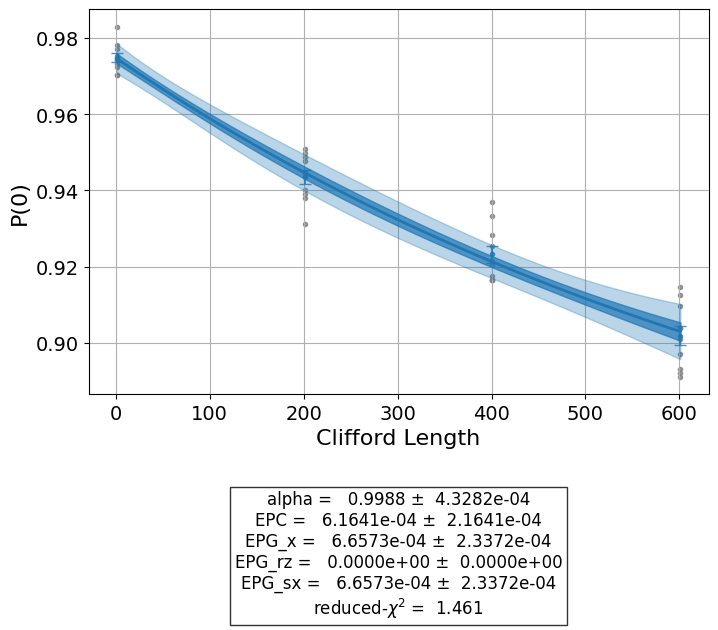 0.98
0.96
0.94
0.92
0.90
P(0)
0 100 200 300 400 500 600
Clifford Length
alpha = 0.9988 ± 4.3282e-04
EPC = 6.1641e-04 ± 2.1641e-04
EPG_x = 6.6573e-04 ± 2.3372e-04
EPG_rz = 0.0000e+00 ± 0.0000e+00
EPG_sx = 6.6573e-04 ± 2.3372e-04
reduced-χ² = 1.461